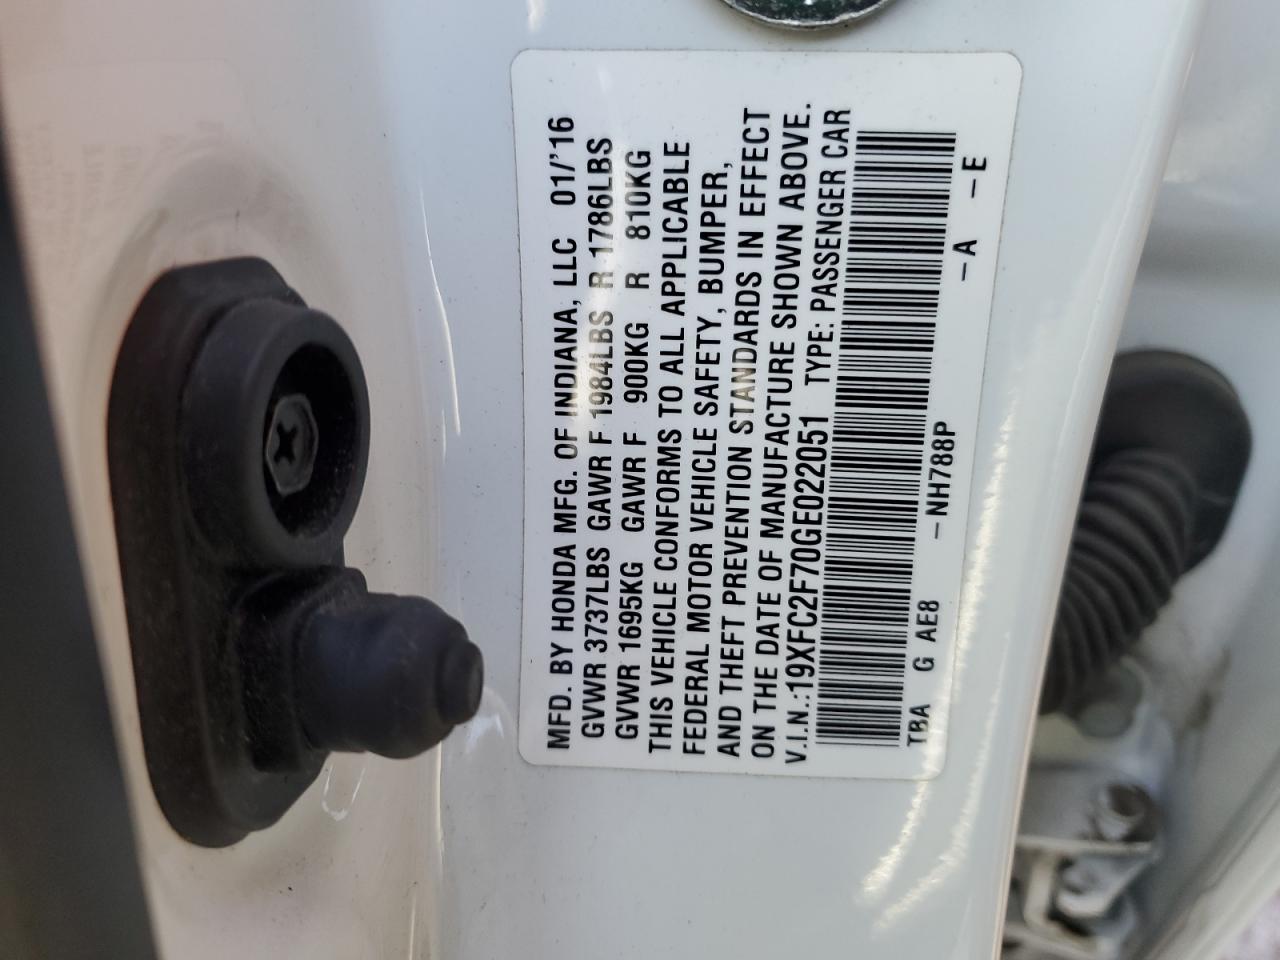 MFD. BY HONDA MFG. OF INDIANA, LLC 01/'16
GVWR 3737LBS GAWR F 1984LBS R 1786LBS
GVWR 1695KG GAWR F 900KG R 810KG
THIS VEHICLE CONFORMS TO ALL APPLICABLE
FEDERAL MOTOR VEHICLE SAFETY, BUMPER,
AND THEFT PREVENTION STANDARDS IN EFFECT
ON THE DATE OF MANUFACTURE SHOWN ABOVE.
V.I.N.:19XFC2F70GE022051 TYPE: PASSENGER CAR
TBA G AE8 –NH788P –A –E